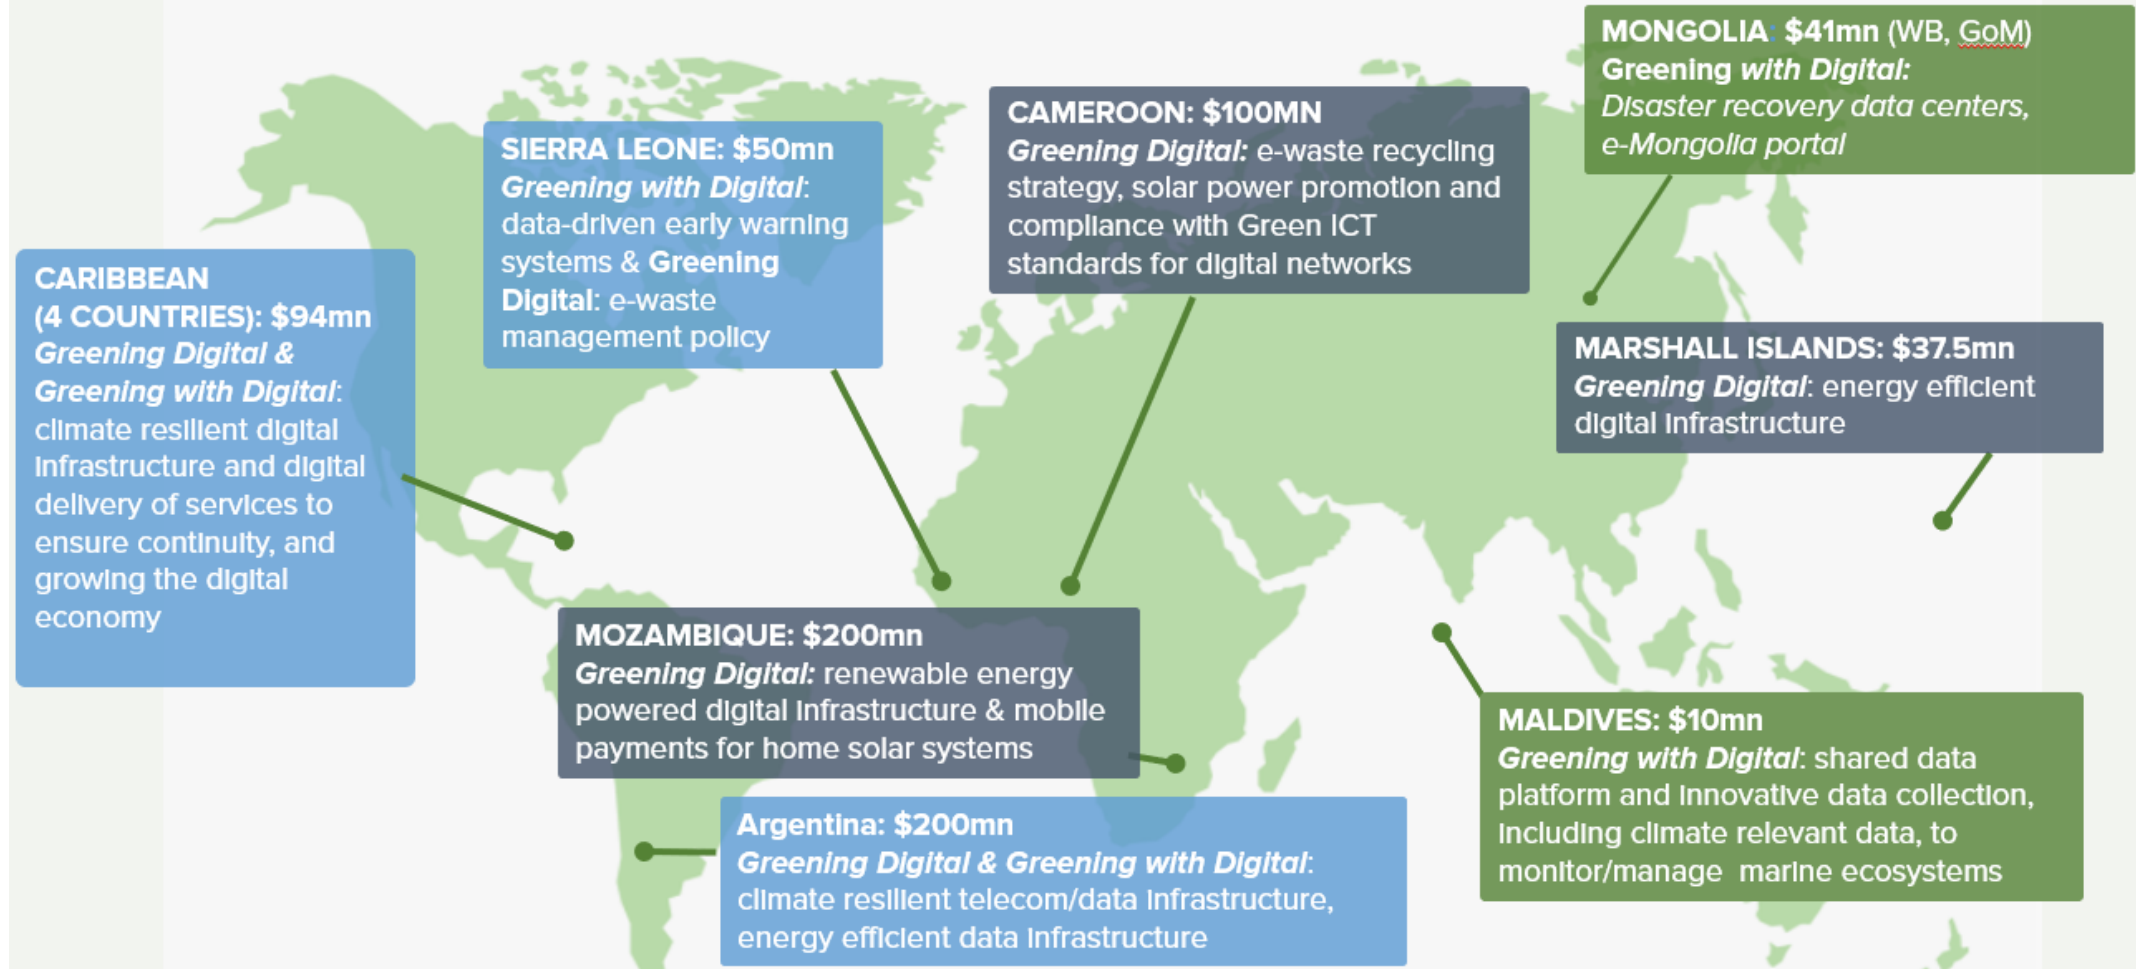 MONGOLIA: $41mn (WB, GoM)
Greening with Digital:
Disaster recovery data centers,
e-Mongolia portal
CAMEROON: $100MN
Greening Digital: e-waste recycling
strategy, solar power promotion and
compliance with Green ICT
standards for digital networks
SIERRA LEONE: $50mn
Greening with Digital:
data-driven early warning
systems & Greening
Digital: e-waste
management policy
CARIBBEAN
(4 COUNTRIES): $94mn
Greening Digital &
Greening with Digital:
climate resilient digital
infrastructure and digital
delivery of services to
ensure continuity, and
growing the digital
economy
MARSHALL ISLANDS: $37.5mn
Greening Digital: energy efficient
digital infrastructure
MOZAMBIQUE: $200mn
Greening Digital: renewable energy
powered digital infrastructure & mobile
payments for home solar systems
MALDIVES: $10mn
Greening with Digital: shared data
platform and innovative data collection,
including climate relevant data, to
monitor/manage marine ecosystems
Argentina: $200mn
Greening Digital & Greening with Digital:
climate resilient telecom/data infrastructure,
energy efficient data infrastructure